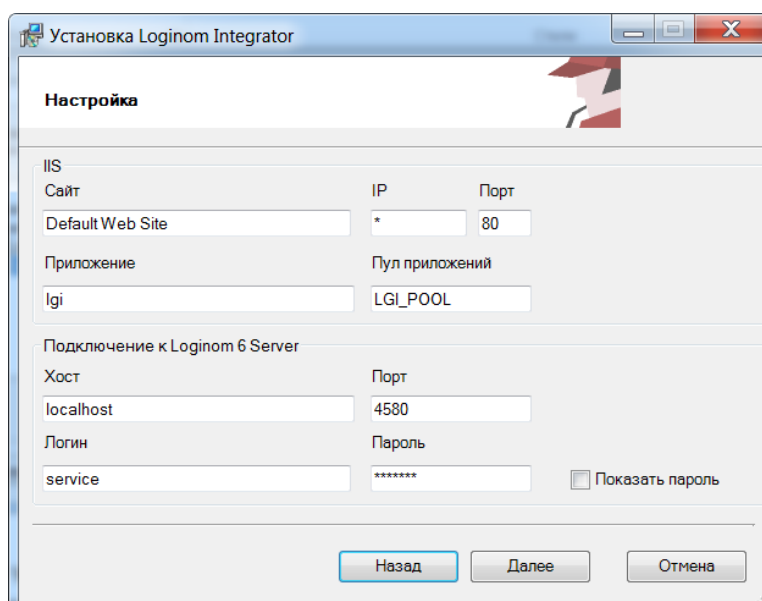 Установка Loginom Integrator
Настройка
IIS
Сайт IP Порт
Default Web Site * 80
Приложение Пул приложений
lgi LGI_POOL
Подключение к Loginom 6 Server
Хост Порт
localhost 4580
Логин Пароль
service ******* Показать пароль
Назад Далее Отмена